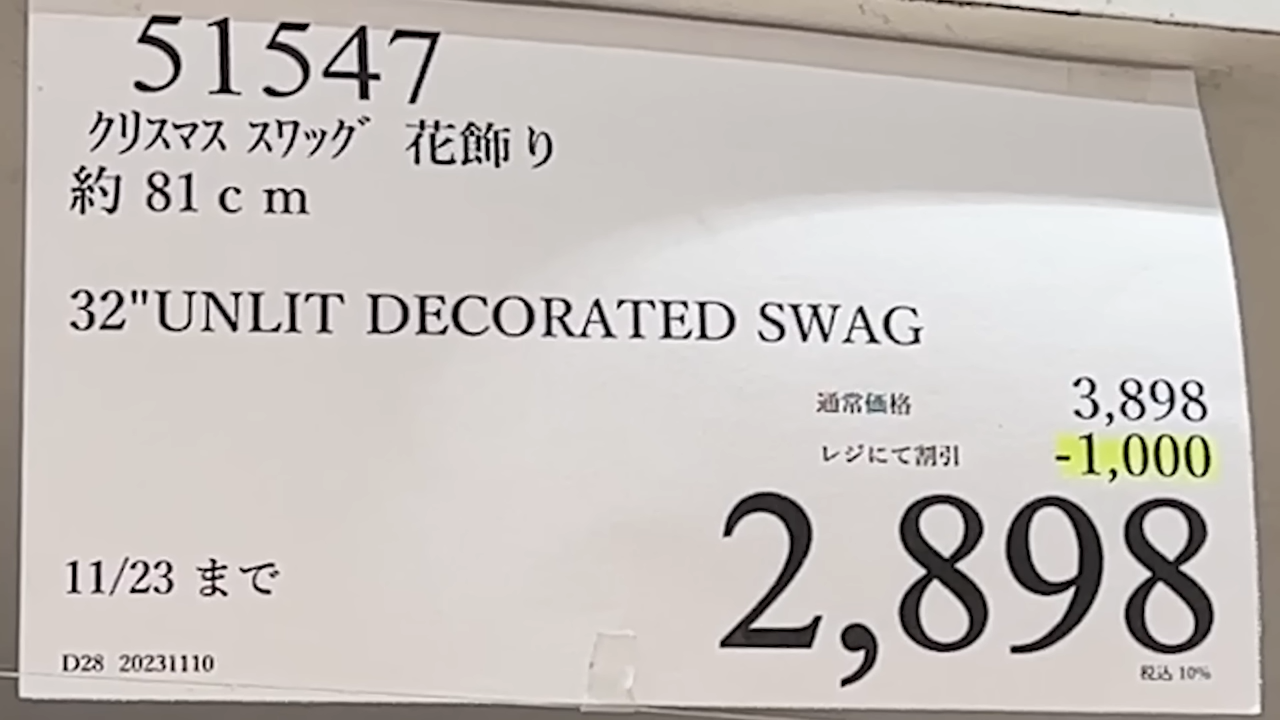 51547
ｸﾘｽﾏｽ ｽﾜｯｸﾞ 花飾り
約 81ｃｍ
32"UNLIT DECORATED SWAG
通常価格 3,898
レジにて割引 -1,000
2,898
11/23 まで
税込 10%
D28 20231110